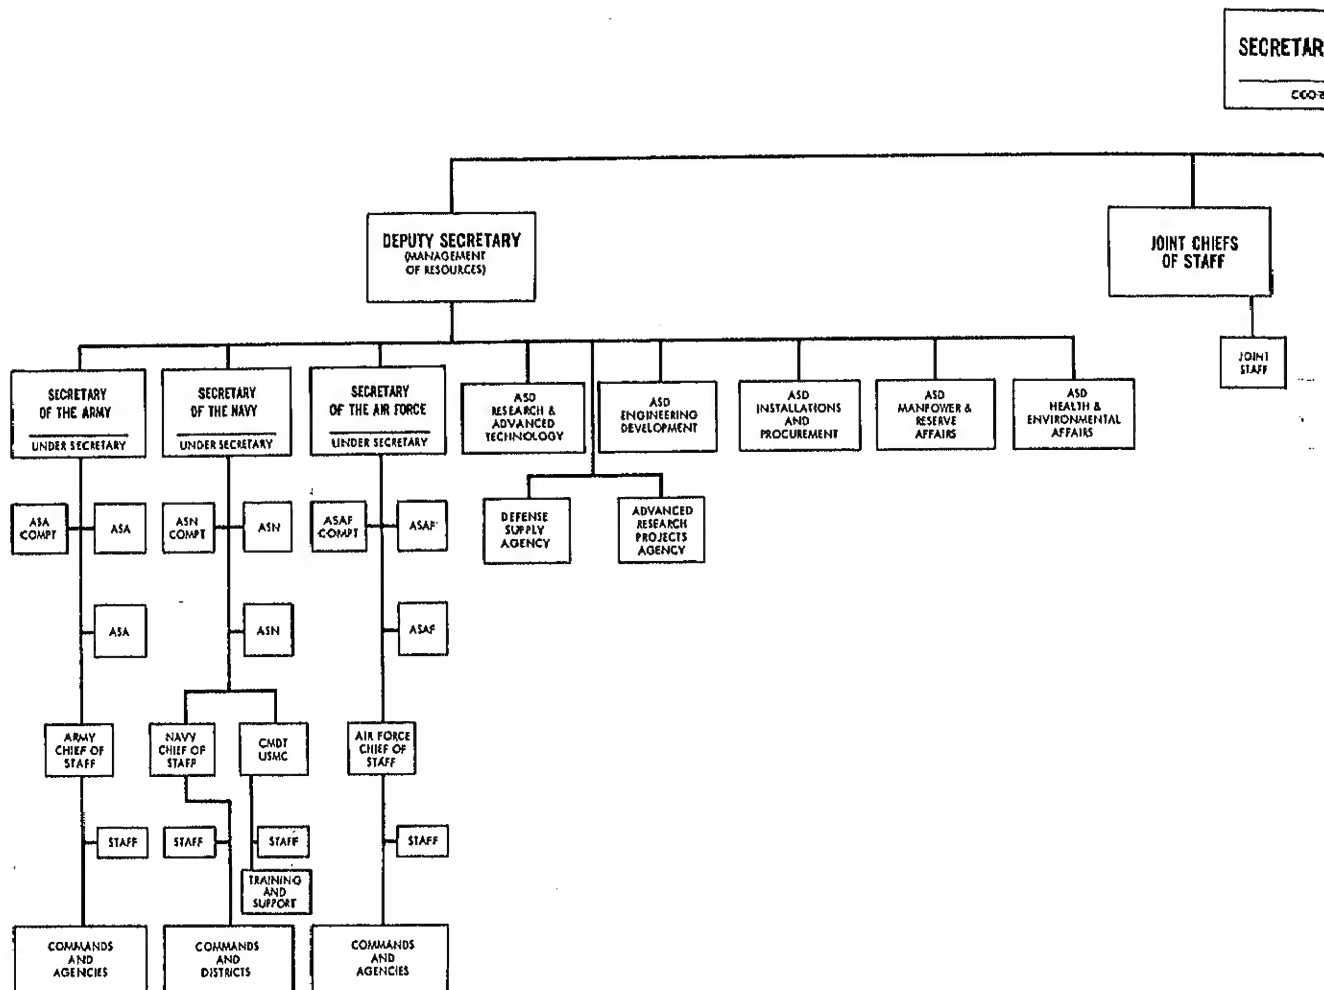 SECRETAR
DEPUTY SECRETARY
(MANAGEMENT
OF RESOURCES)
JOINT CHIEFS
OF STAFF
JOINT
STAFF
SECRETARY
OF THE ARMY
UNDER SECRETARY
SECRETARY
OF THE NAVY
UNDER SECRETARY
SECRETARY
OF THE AIR FORCE
UNDER SECRETARY
ASD
RESEARCH &
ADVANCED
TECHNOLOGY
ASD
ENGINEERING
DEVELOPMENT
ASD
INSTALLATIONS
AND
PROCUREMENT
ASD
MANPOWER &
RESERVE
AFFAIRS
ASD
HEALTH &
ENVIRONMENTAL
AFFAIRS
DEFENSE
SUPPLY
AGENCY
ADVANCED
RESEARCH
PROJECTS
AGENCY
ASA
COMPT
ASA
ASN
COMPT
ASN
ASAF
COMPT
ASAF
ASA
ASN
ASAF
ARMY
CHIEF OF
STAFF
NAVY
CHIEF OF
STAFF
CMDT
USMC
AIR FORCE
CHIEF OF
STAFF
STAFF
STAFF
STAFF
STAFF
TRAINING
AND
SUPPORT
COMMANDS
AND
AGENCIES
COMMANDS
AND
DISTRICTS
COMMANDS
AND
AGENCIES